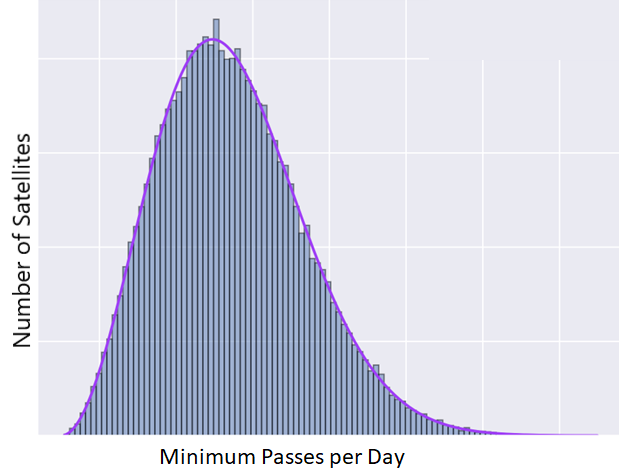 Number of Satellites
Minimum Passes per Day